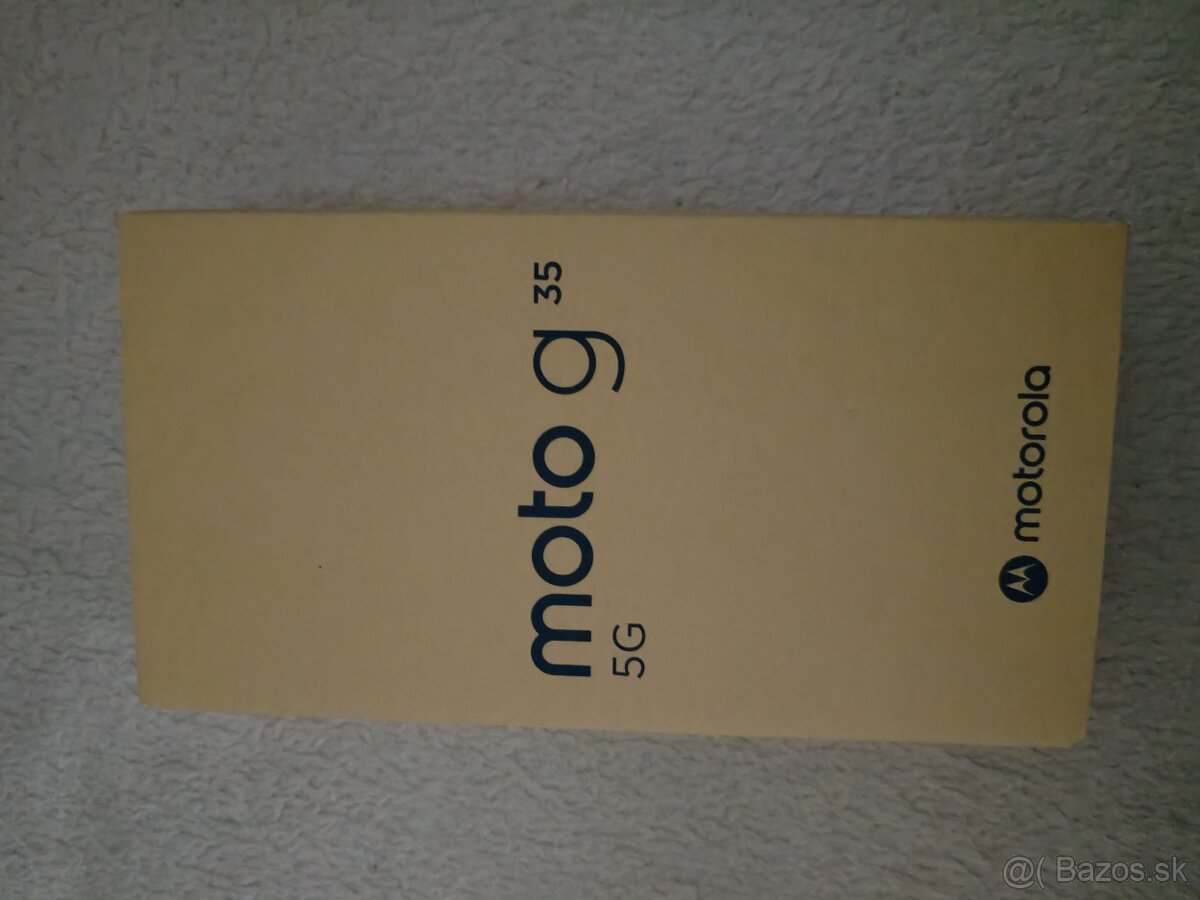 moto g 35
5G
motorola
@( Bazos.sk